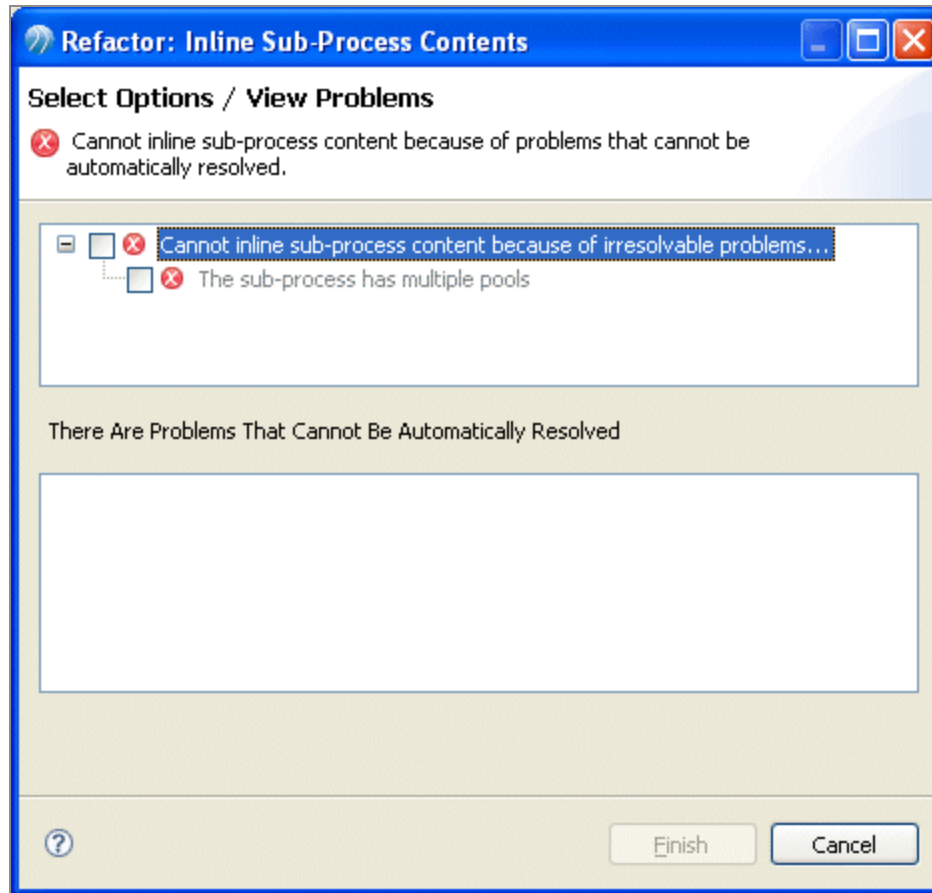 Refactor: Inline Sub-Process Contents
Select Options / View Problems
Cannot inline sub-process content because of problems that cannot be
automatically resolved.
Cannot inline sub-process content because of irresolvable problems...
The sub-process has multiple pools
There Are Problems That Cannot Be Automatically Resolved
Finish Cancel